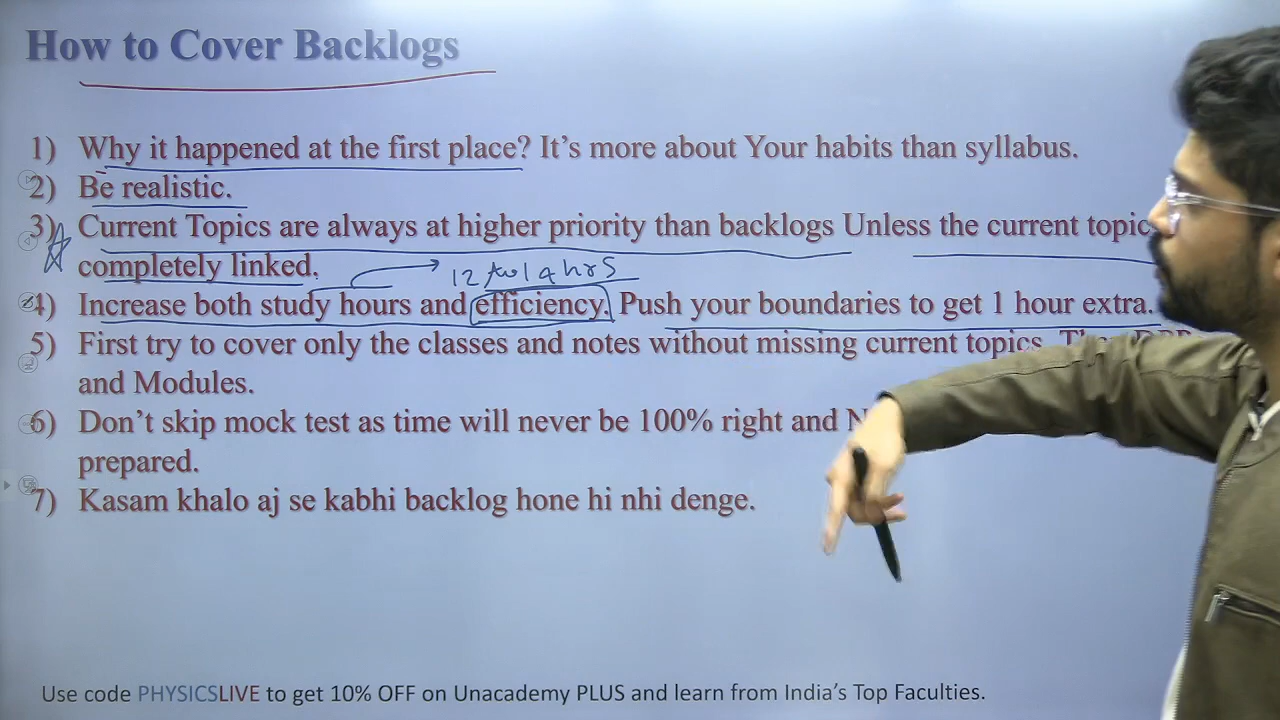 How to Cover Backlogs
1) Why it happened at the first place? It's more about Your habits than syllabus.
2) Be realistic.
3) Current Topics are always at higher priority than backlogs Unless the current topic
completely linked.
12 hrs
4) Increase both study hours and efficiency. Push your boundaries to get 1 hour extra.
5) First try to cover only the classes and notes without missing current topics. Then DPP
and Modules.
6) Don't skip mock test as time will never be 100% right and
prepared.
7) Kasam khalo aj se kabhi backlog hone hi nhi denge.
Use code PHYSICSLIVE to get 10% OFF on Unacademy PLUS and learn from India's Top Faculties.